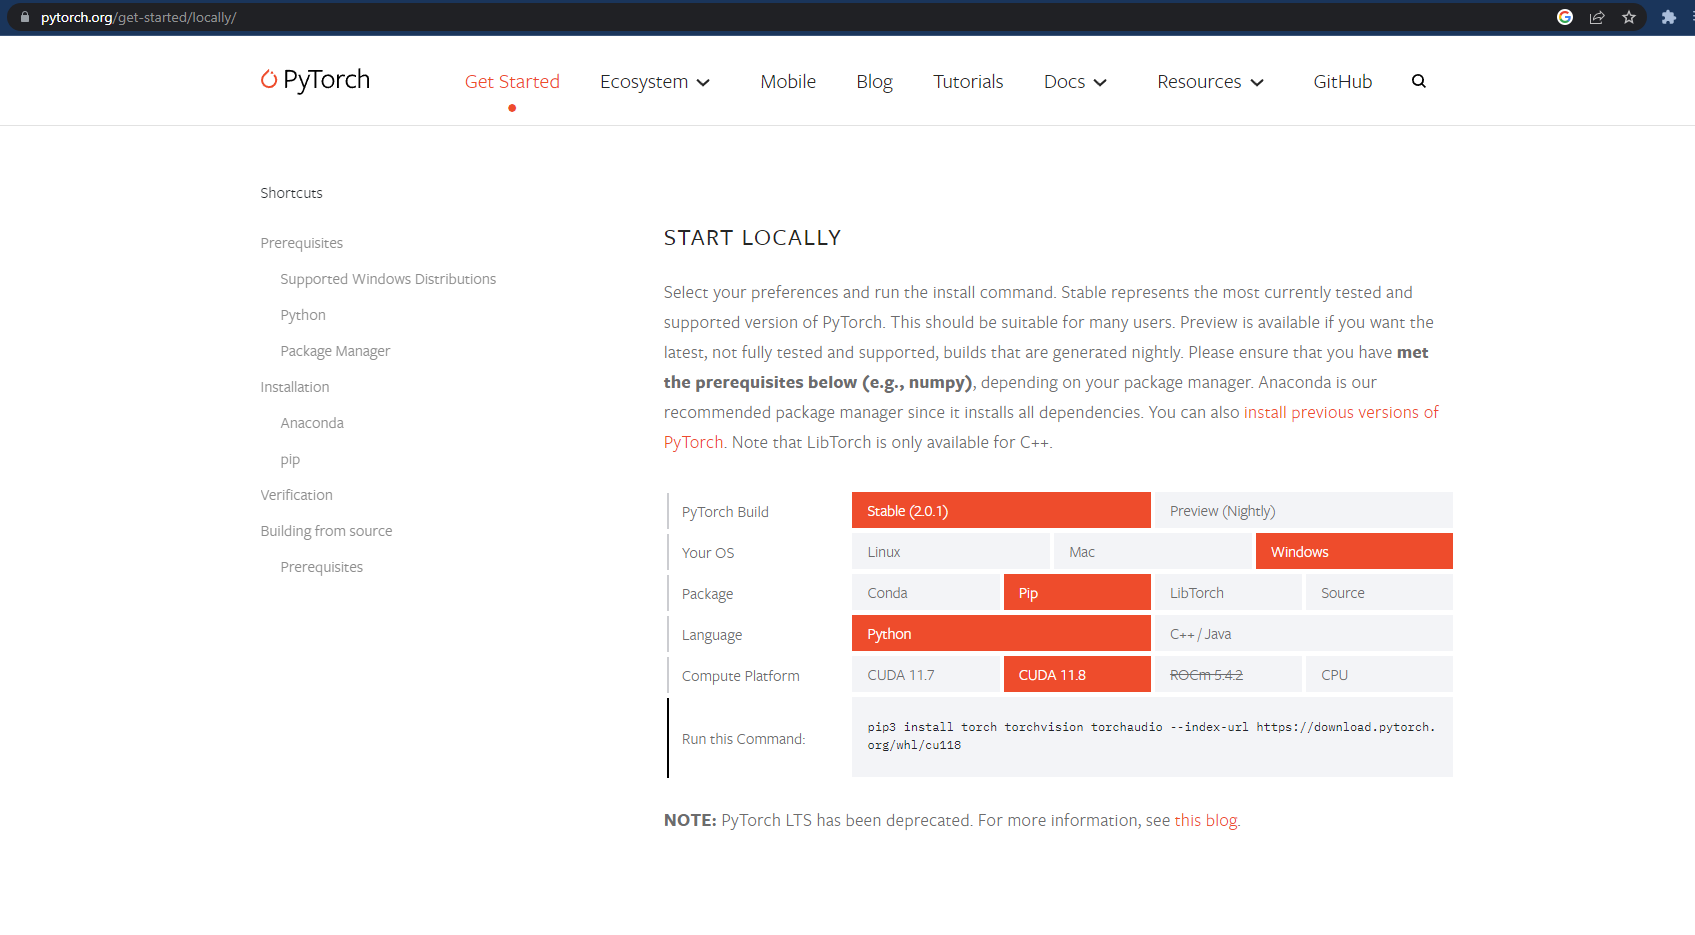 pytorch.org/get-started/locally/
PyTorch
Get Started
Ecosystem
Mobile
Blog
Tutorials
Docs
Resources
GitHub
Shortcuts
Prerequisites
Supported Windows Distributions
Python
Package Manager
Installation
Anaconda
pip
Verification
Building from source
Prerequisites
START LOCALLY
Select your preferences and run the install command. Stable represents the most currently tested and
supported version of PyTorch. This should be suitable for many users. Preview is available if you want the
latest, not fully tested and supported, builds that are generated nightly. Please ensure that you have met
the prerequisites below (e.g., numpy), depending on your package manager. Anaconda is our
recommended package manager since it installs all dependencies. You can also install previous versions of
PyTorch. Note that LibTorch is only available for C++.
PyTorch Build
Stable (2.0.1)
Preview (Nightly)
Your OS
Linux
Mac
Windows
Package
Conda
Pip
LibTorch
Source
Language
Python
C++ / Java
Compute Platform
CUDA 11.7
CUDA 11.8
ROCm 5.4.2
CPU
Run this Command:
pip3 install torch torchvision torchaudio --index-url https://download.pytorch.
org/whl/cu118
NOTE: PyTorch LTS has been deprecated. For more information, see this blog.